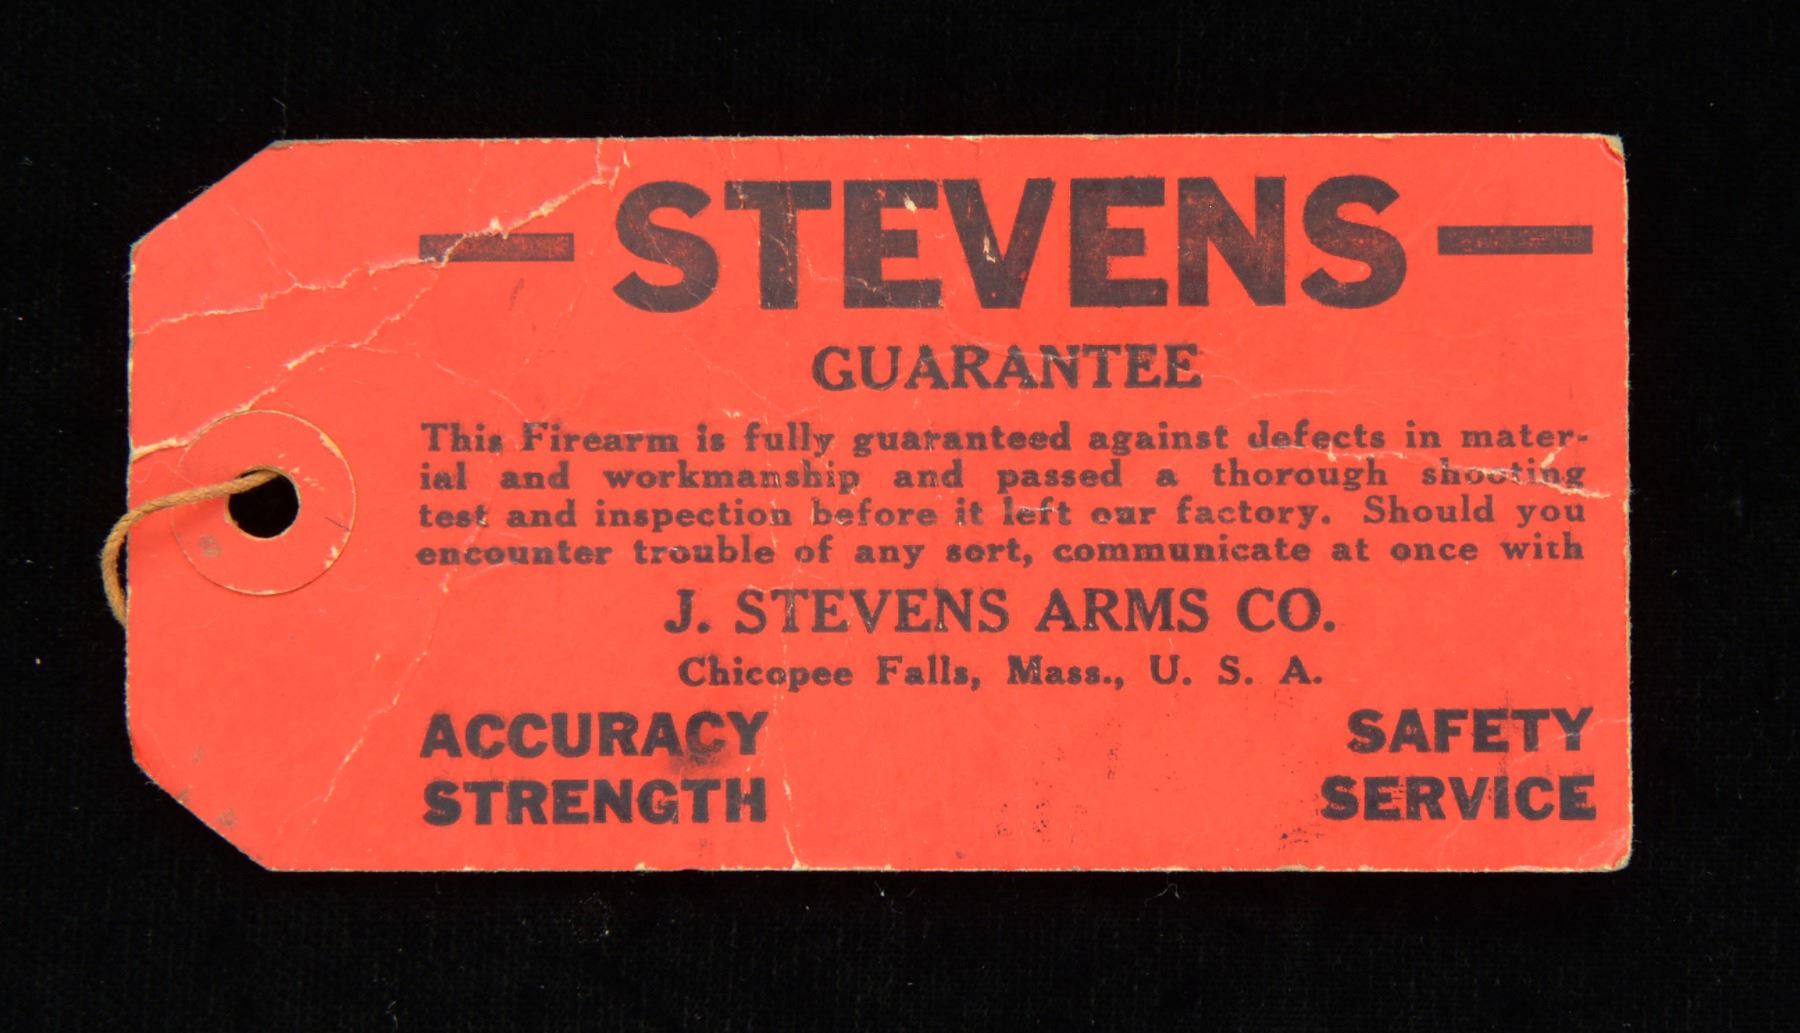 — STEVENS —
GUARANTEE
This Firearm is fully guaranteed against defects in mater-
ial and workmanship and passed a thorough shooting
test and inspection before it left our factory. Should you
encounter trouble of any sort, communicate at once with
J. STEVENS ARMS CO.
Chicopee Falls, Mass., U. S. A.
ACCURACY SAFETY
STRENGTH SERVICE